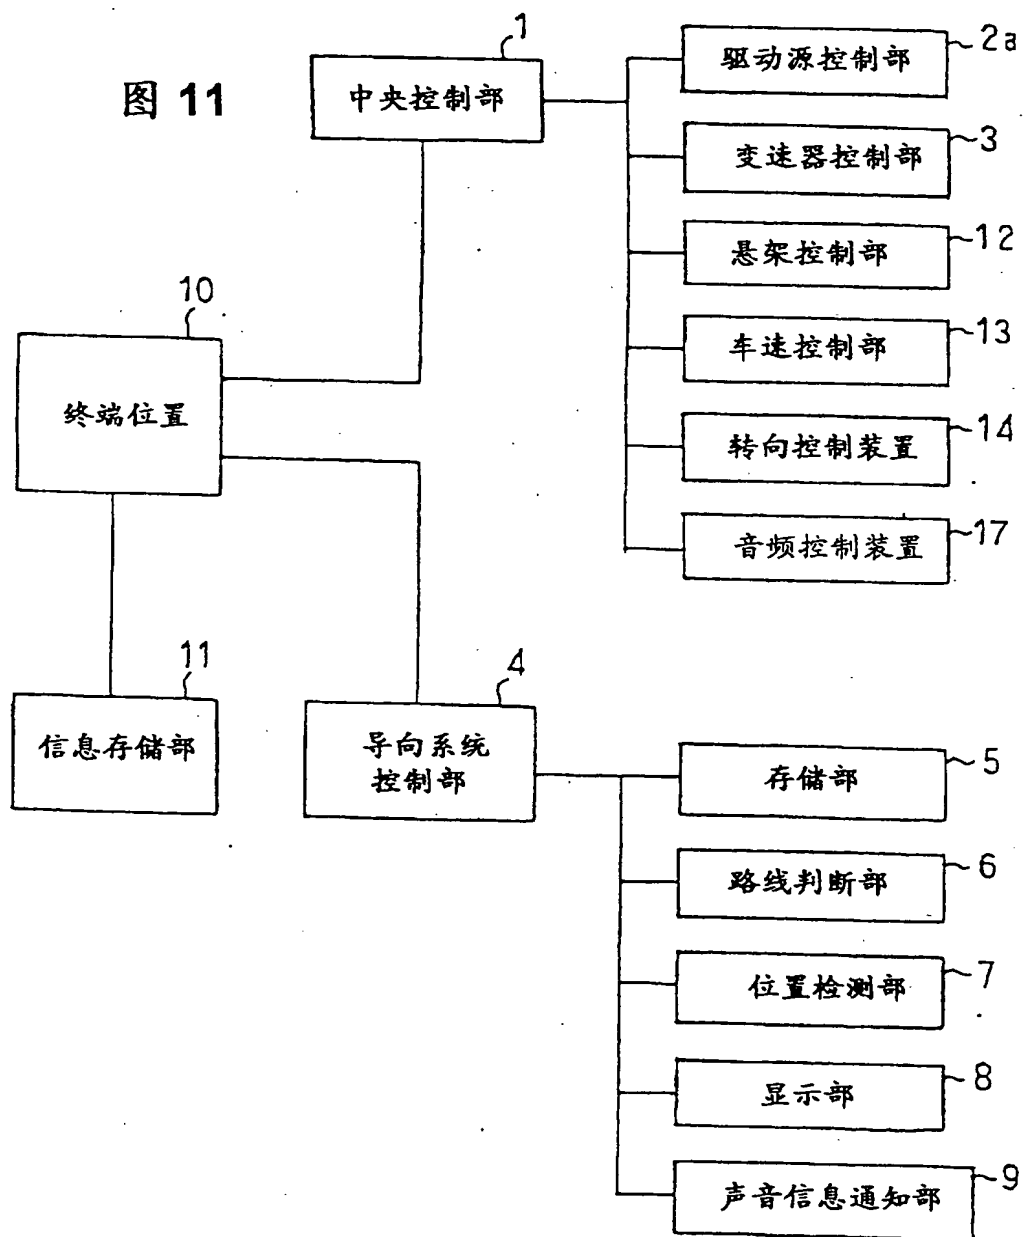 图 11
1
中央控制部
驱动源控制部
2a
变速器控制部
3
悬架控制部
12
车速控制部
13
转向控制装置
14
音频控制装置
17
10
终端位置
11
信息存储部
4
导向系统
控制部
存储部
5
路线判断部
6
位置检测部
7
显示部
8
声音信息通知部
9